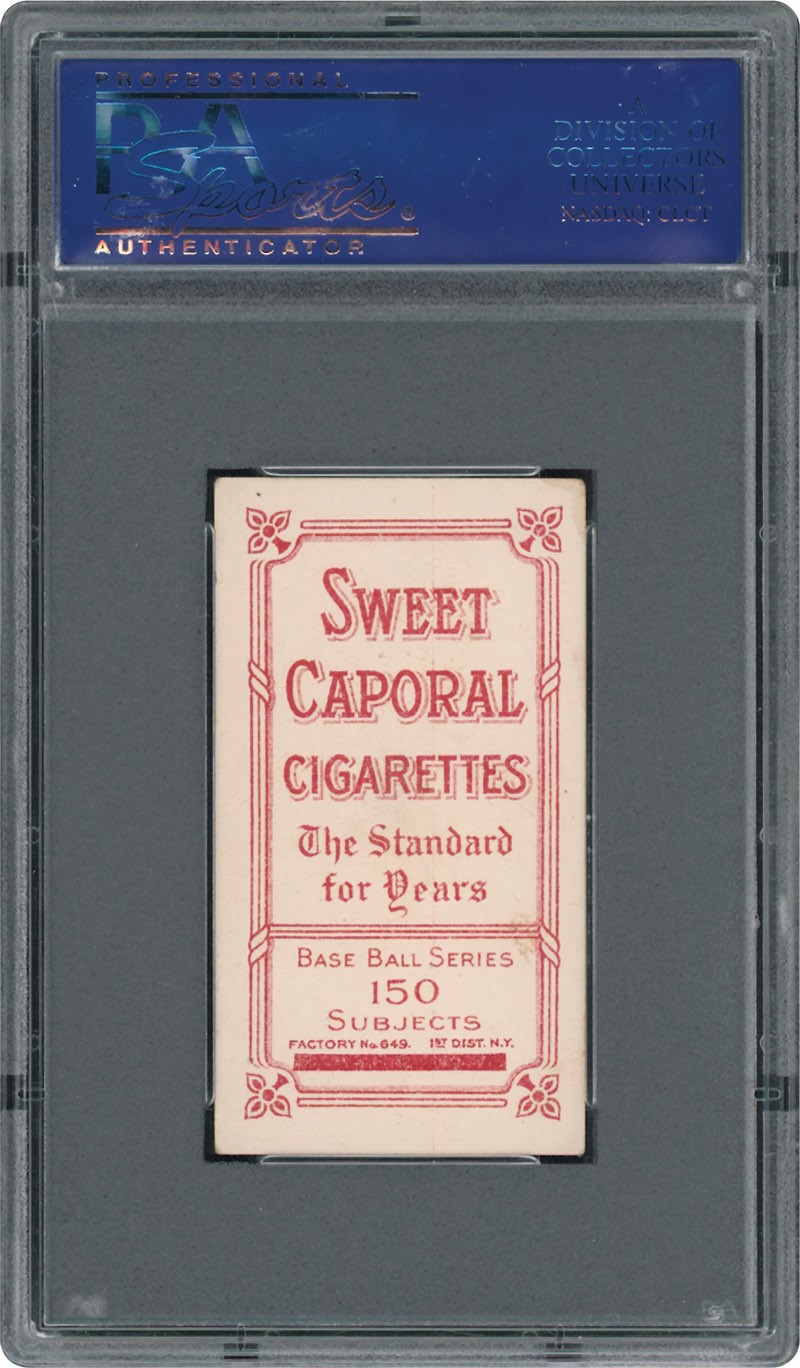 PROFESSIONAL
PSA
Sports®
AUTHENTICATOR
A
DIVISION OF
COLLECTORS
UNIVERSE
NASDAQ: CLCT
SWEET
CAPORAL
CIGARETTES
The Standard
for Years
BASE BALL SERIES
150
SUBJECTS
FACTORY No. 649. 1ST DIST. N.Y.
PSA